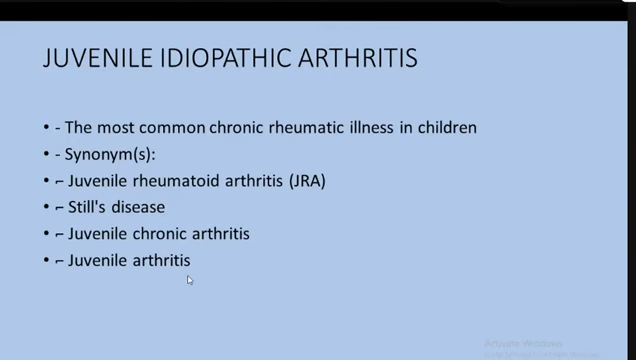 JUVENILE IDIOPATHIC ARTHRITIS
• - The most common chronic rheumatic illness in children
• - Synonym(s):
• ⌐ Juvenile rheumatoid arthritis (JRA)
• ⌐ Still's disease
• ⌐ Juvenile chronic arthritis
• ⌐ Juvenile arthritis
Activate Windows